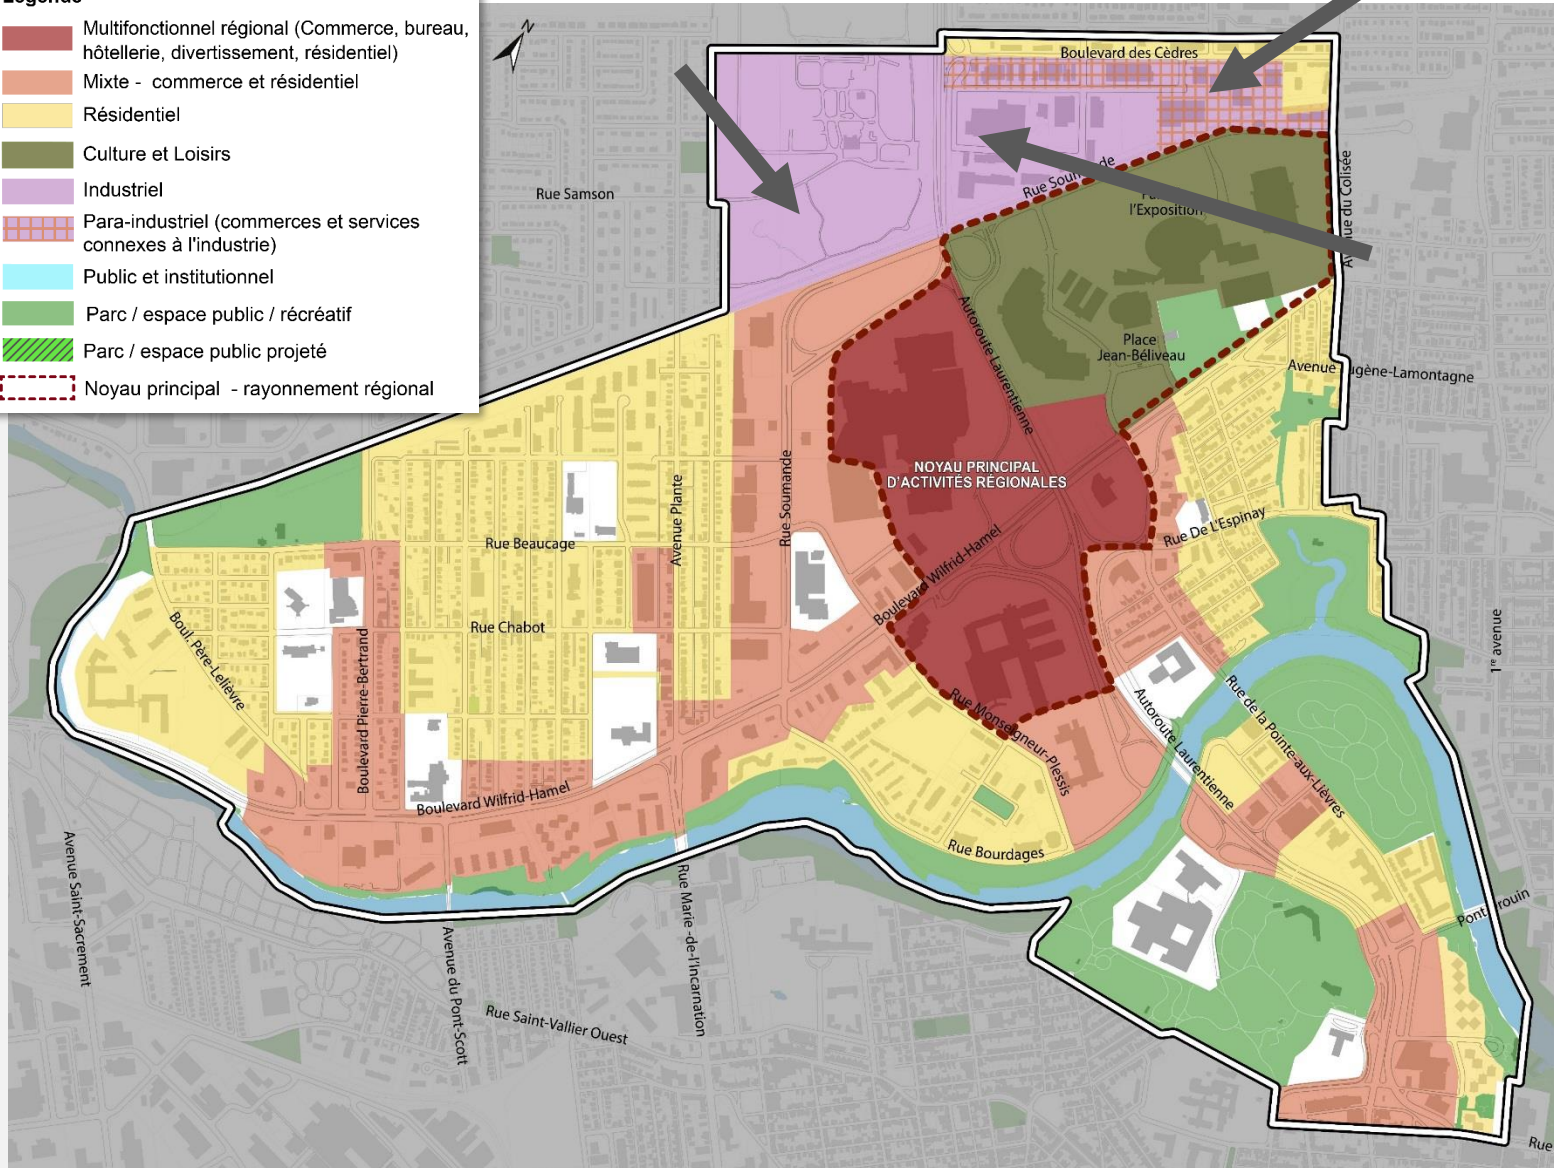 Légende
Multifonctionnel régional (Commerce, bureau,
hôtellerie, divertissement, résidentiel)
Mixte - commerce et résidentiel
Résidentiel
Culture et Loisirs
Industriel
Para-industriel (commerces et services
connexes à l'industrie)
Public et institutionnel
Parc / espace public / récréatif
Parc / espace public projeté
Noyau principal - rayonnement régional
N
Boulevard des Cèdres
Rue Samson
Rue
l'Exposition
du Colisée
Autoroute Laurentienne
Place
Jean-Béliveau
Avenue
NOYAU PRINCIPAL
D'ACTIVITÉS RÉGIONALES
Rue Soumande
Avenue Plante
Rue Beaucage
Boulevard Wilfrid-Hamel
Rue De L'Espinay
Rue Chabot
Boul. Père-Lelièvre
Boulevard Pierre-Bertrand
1re avenue
Rue Monseigneur-Plessis
Autoroute Laurentienne
Rue de la Pointe-aux-Lièvres
Boulevard Wilfrid-Hamel
Rue Bourdages
Avenue Saint-Sacrement
Rue Marie-de-l'Incarnation
Pont
Avenue du Pont-Scott
Rue Saint-Vallier Ouest
Rue